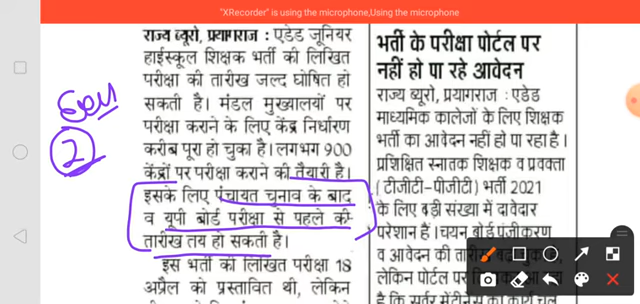 "XRecorder" is using the microphone,Using the microphone
राज्य ब्यूरो, प्रयागराज : एडेड जूनियर
हाईस्कूल शिक्षक भर्ती की लिखित
परीक्षा की तारीख जल्द घोषित हो
सकती है। मंडल मुख्यालयों पर
परीक्षा कराने के लिए केंद्र निर्धारण
करीब पूरा हो चुका है। लगभग 900
केंद्रों पर परीक्षा कराने की तैयारी है।
इसके लिए पंचायत चुनाव के बाद
व यूपी बोर्ड परीक्षा से पहले की
तारीख तय हो सकती है।
इस भर्ती की लिखित परीक्षा 18
अप्रैल को प्रस्तावित थी, लेकिन
2
भर्ती के परीक्षा पोर्टल पर
नहीं हो पा रहे आवेदन
राज्य ब्यूरो, प्रयागराज : एडेड
माध्यमिक कालेजों के लिए शिक्षक
भर्ती का आवेदन नहीं हो पा रहा है।
प्रशिक्षित स्नातक शिक्षक व प्रवक्ता
(टीजीटी-पीजीटी) भर्ती 2021
के लिए बड़ी संख्या में दावेदार
परेशान हैं। चयन बोर्ड पंजीकरण
व आवेदन की
लेकिन पोर्टल पर